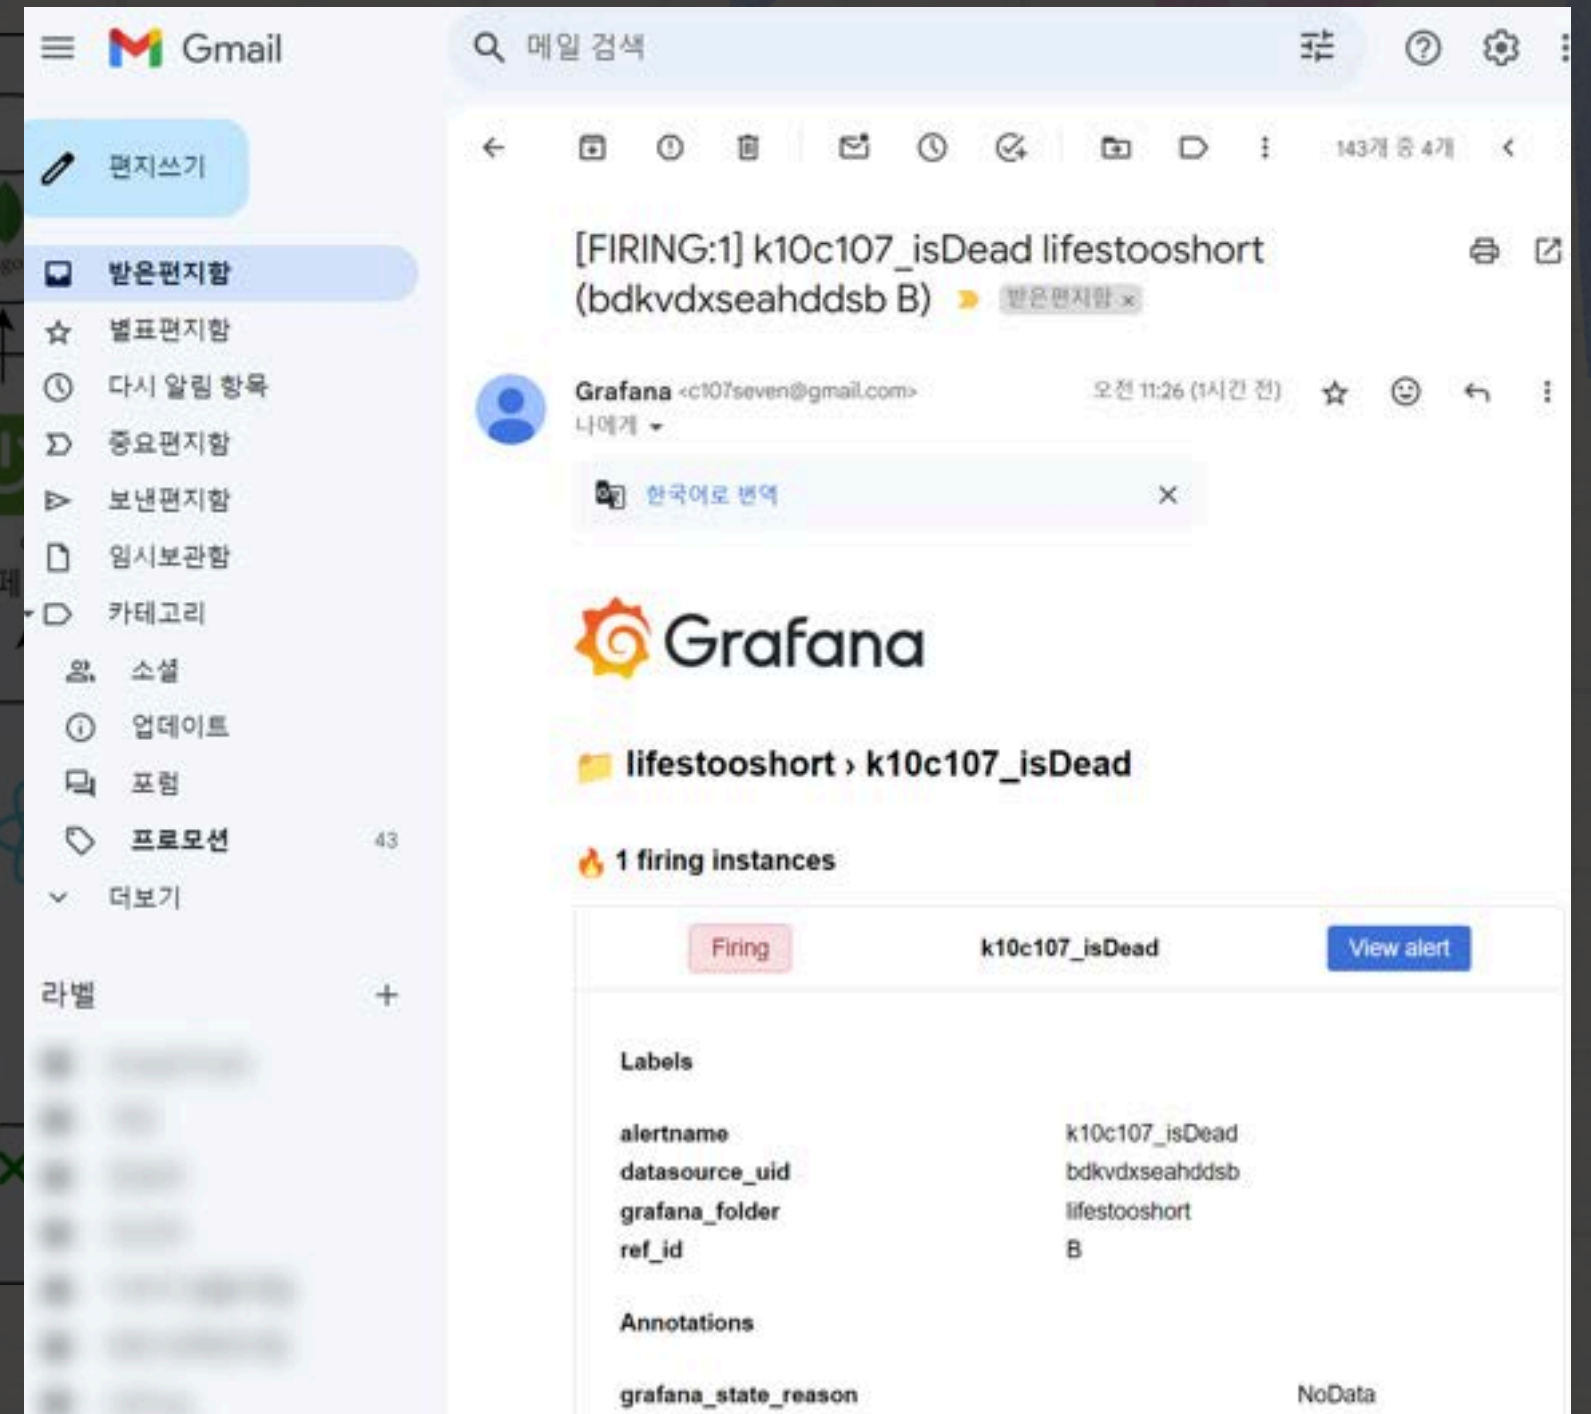 Gmail
메일 검색
편지쓰기
143개 중 4개
받은편지함
별표편지함
다시 알림 항목
중요편지함
보낸편지함
임시보관함
카테고리
소셜
업데이트
포럼
프로모션 43
더보기
라벨
[FIRING:1] k10c107_isDead lifestooshort
(bdkvdxseahddsb B) 받은편지함 ×
Grafana <c107seven@gmail.com> 오전 11:26 (1시간 전)
나에게
한국어로 번역
Grafana
lifestooshort › k10c107_isDead
1 firing instances
Firing k10c107_isDead View alert
Labels
alertname k10c107_isDead
datasource_uid bdkvdxseahddsb
grafana_folder lifestooshort
ref_id B
Annotations
grafana_state_reason NoData